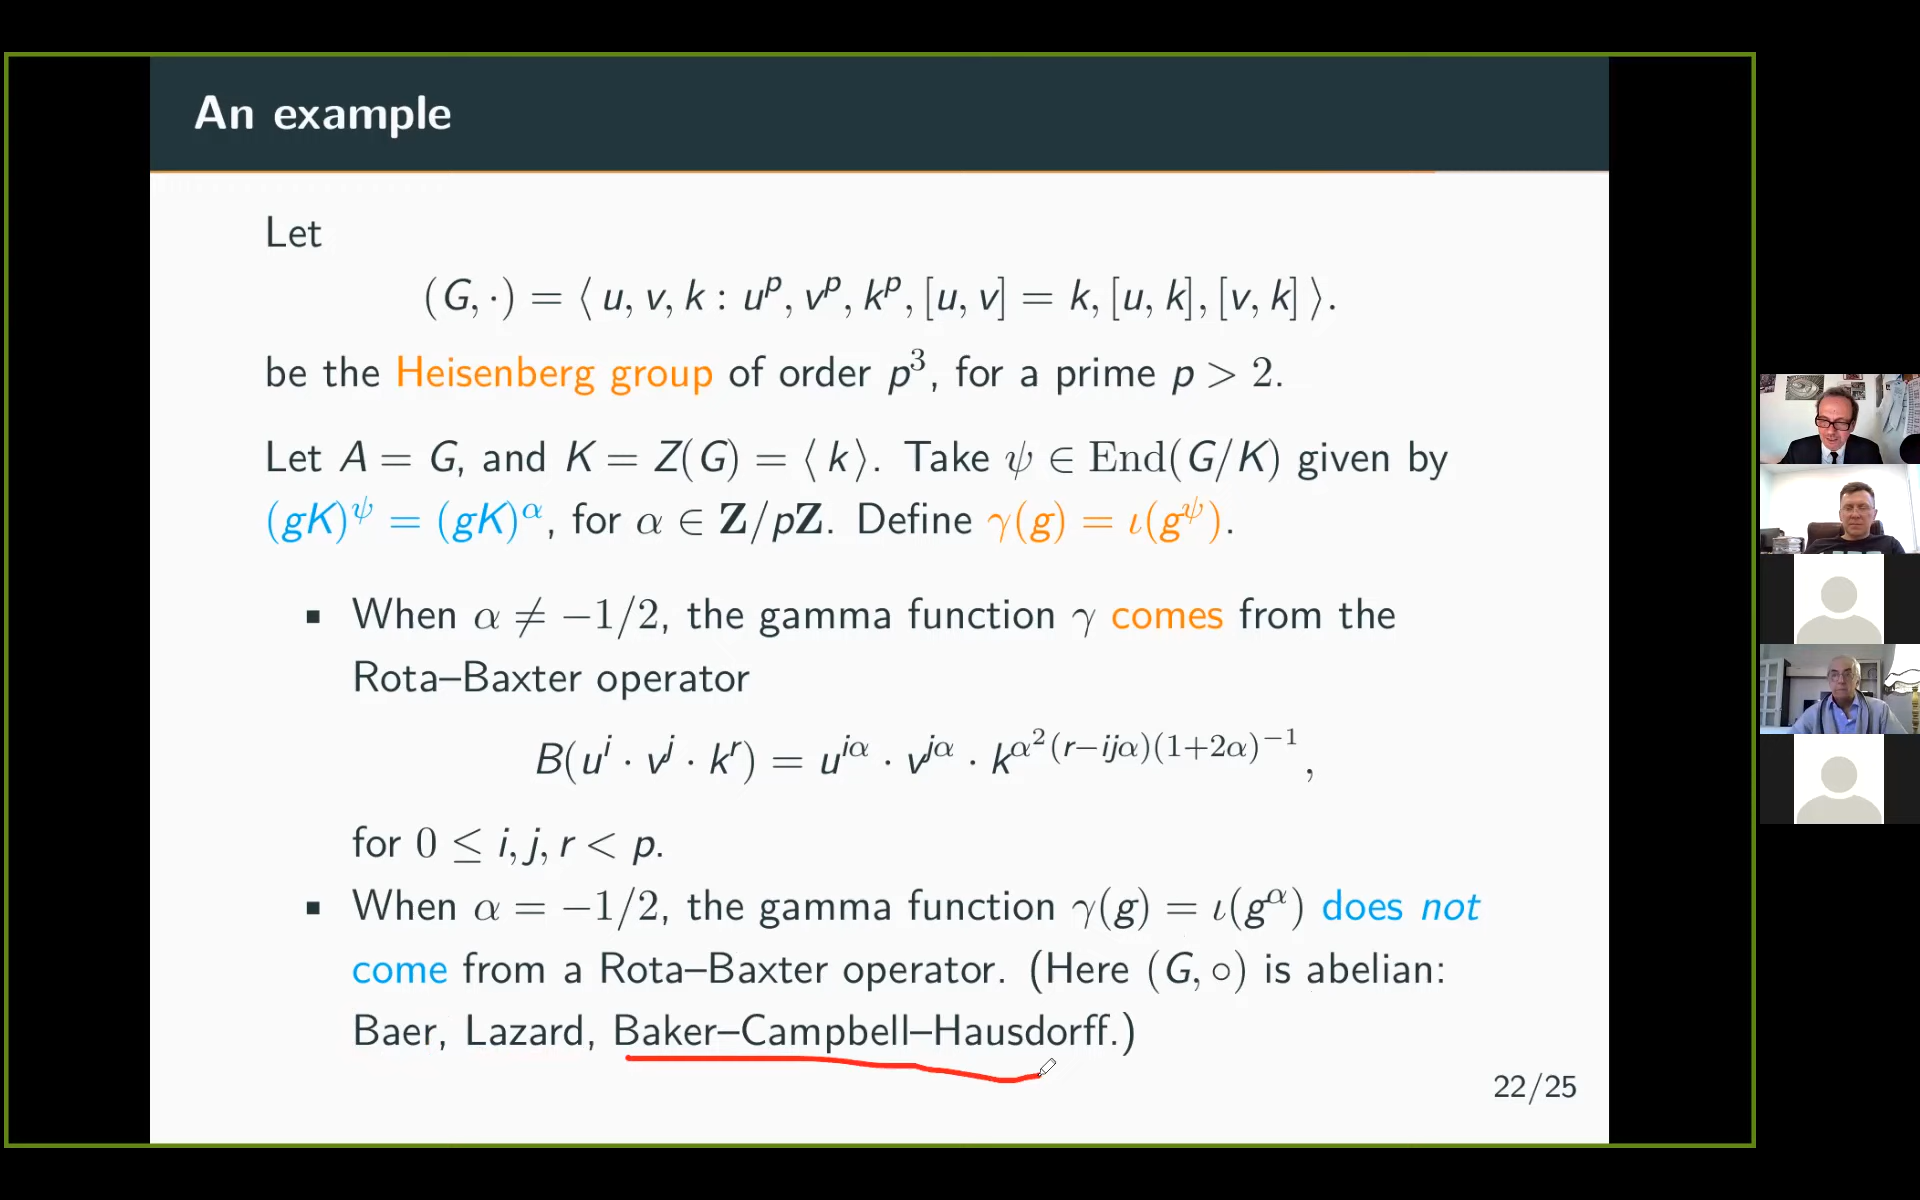 An example
Let
(G, ·) = ⟨ u, v, k : u^p, v^p, k^p, [u, v] = k, [u, k], [v, k] ⟩.
be the Heisenberg group of order p³, for a prime p > 2.
Let A = G, and K = Z(G) = ⟨ k ⟩. Take ψ ∈ End(G/K) given by
(gK)^ψ = (gK)^α, for α ∈ Z/pZ. Define γ(g) = ι(g^ψ).
▪ When α ≠ −1/2, the gamma function γ comes from the
Rota–Baxter operator
B(u^i · v^j · k^r) = u^{iα} · v^{jα} · k^{α²(r−ijα)(1+2α)^{−1}},
for 0 ≤ i, j, r < p.
▪ When α = −1/2, the gamma function γ(g) = ι(g^α) does not
come from a Rota–Baxter operator. (Here (G, ∘) is abelian:
Baer, Lazard, Baker–Campbell–Hausdorff.)
22/25